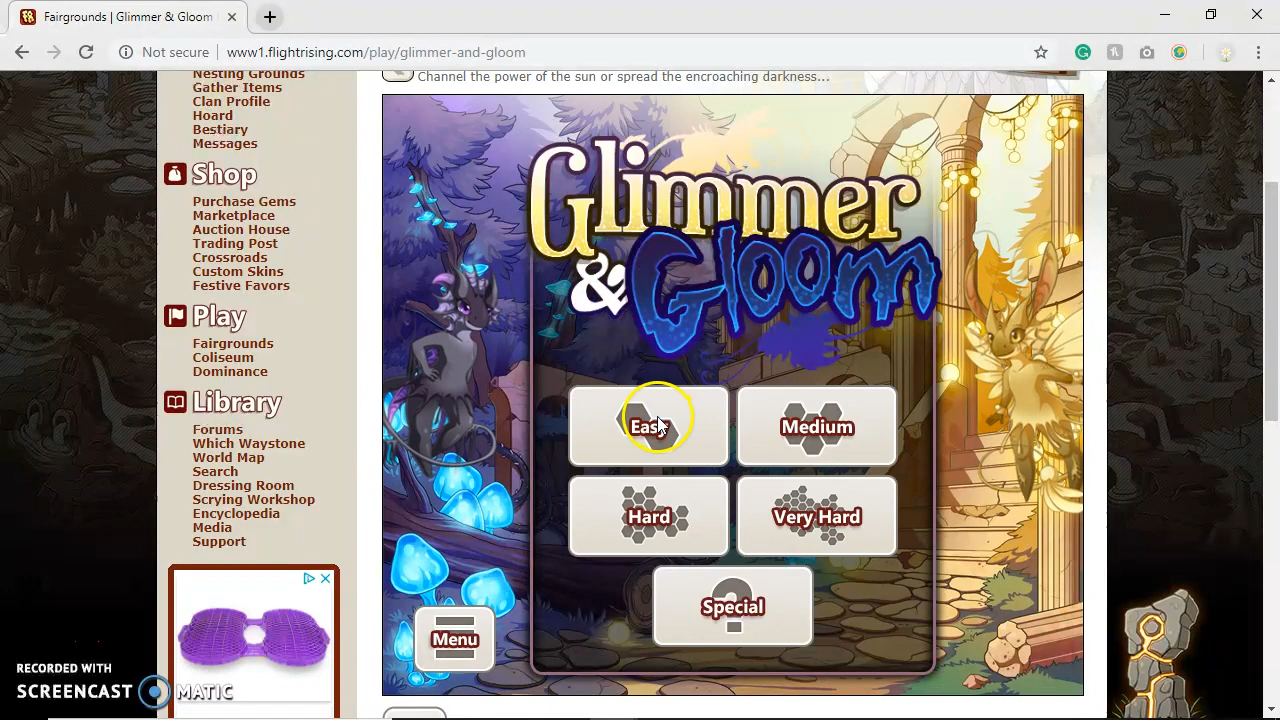 Fairgrounds | Glimmer & Gloom
Not secure
www1.flightrising.com/play/glimmer-and-gloom
Channel the power of the sun or spread the encroaching darkness...
Nesting Grounds
Gather Items
Clan Profile
Hoard
Bestiary
Messages
Shop
Purchase Gems
Marketplace
Auction House
Trading Post
Crossroads
Custom Skins
Festive Favors
Play
Fairgrounds
Coliseum
Dominance
Library
Forums
Which Waystone
World Map
Search
Dressing Room
Scrying Workshop
Encyclopedia
Media
Support
Glimmer
& Gloom
Easy
Medium
Hard
Very Hard
Special
Menu
RECORDED WITH
SCREENCAST MATIC